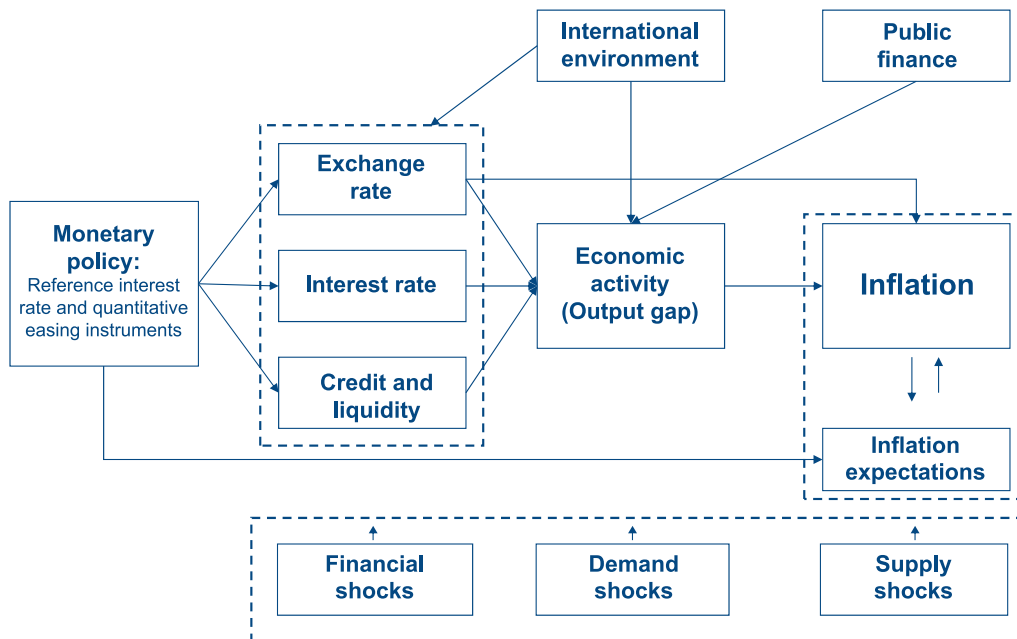 International
environment
Public
finance
Exchange
rate
Monetary
policy:
Reference interest
rate and quantitative
easing instruments
Interest rate
Credit and
liquidity
Economic
activity
(Output gap)
Inflation
Inflation
expectations
Financial
shocks
Demand
shocks
Supply
shocks